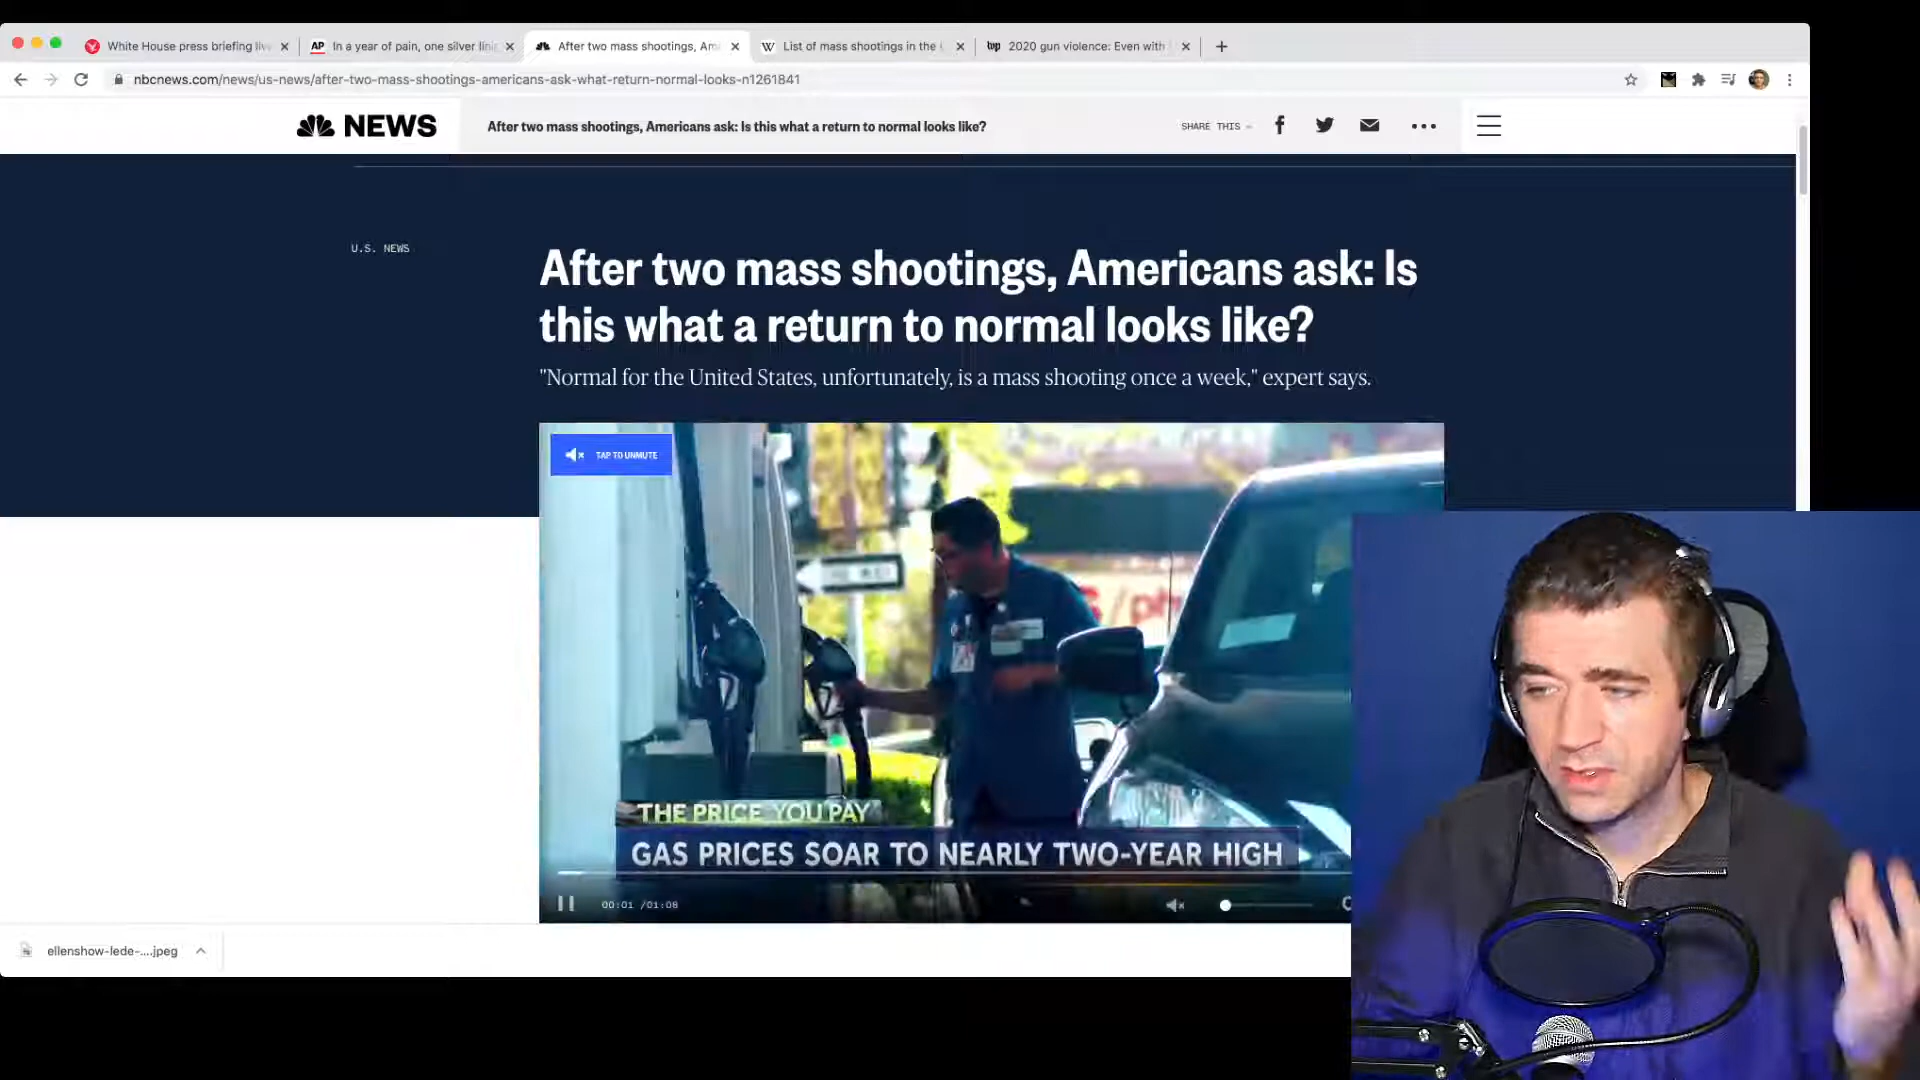 White House press briefing liv
AP In a year of pain, one silver linin
After two mass shootings, Am
W List of mass shootings in the
wp 2020 gun violence: Even with
nbcnews.com/news/us-news/after-two-mass-shootings-americans-ask-what-return-normal-looks-n1261841
NEWS
After two mass shootings, Americans ask: Is this what a return to normal looks like?
SHARE THIS
U.S. NEWS
After two mass shootings, Americans ask: Is
this what a return to normal looks like?
"Normal for the United States, unfortunately, is a mass shooting once a week," expert says.
TAP TO UNMUTE
THE PRICE YOU PAY
GAS PRICES SOAR TO NEARLY TWO-YEAR HIGH
00:01 /01:08
ellenshow-lede-....jpeg